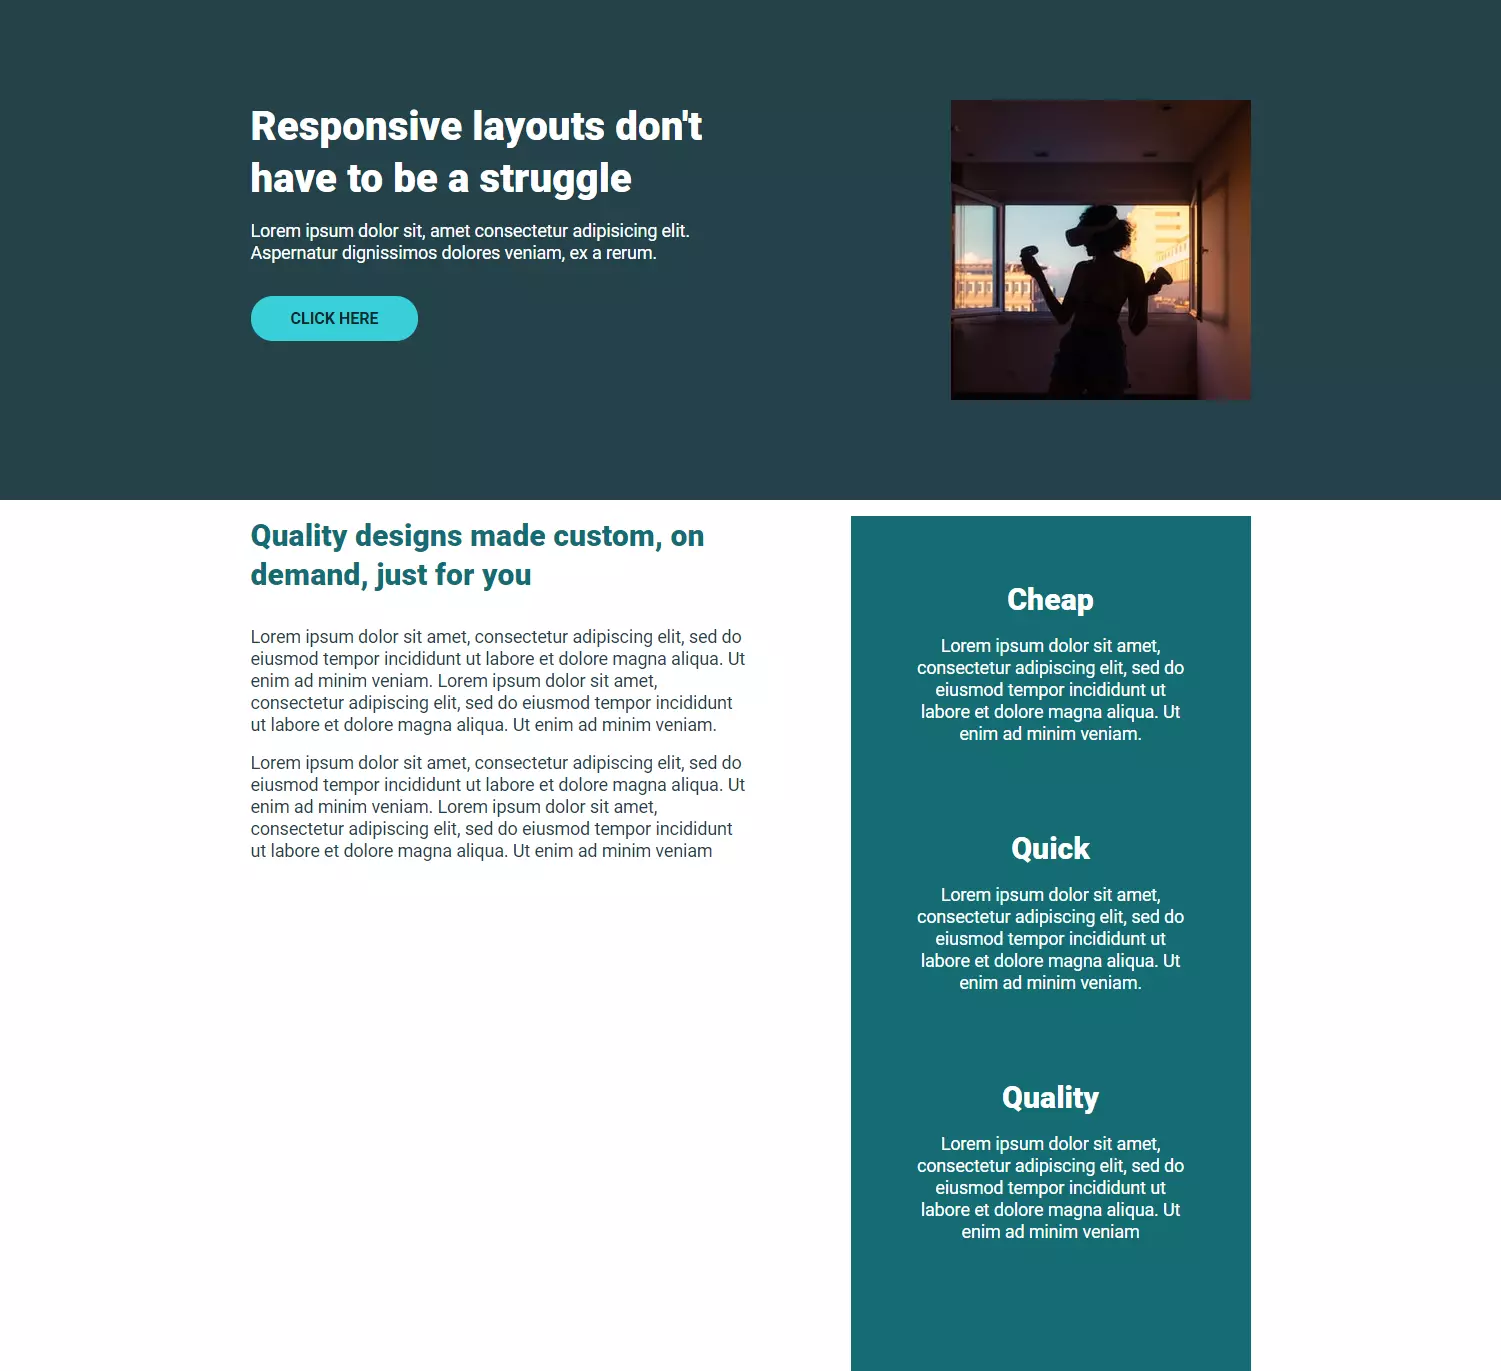 Responsive layouts don't
have to be a struggle
Lorem ipsum dolor sit, amet consectetur adipisicing elit.
Aspernatur dignissimos dolores veniam, ex a rerum.
CLICK HERE
Quality designs made custom, on
demand, just for you
Lorem ipsum dolor sit amet, consectetur adipiscing elit, sed do
eiusmod tempor incididunt ut labore et dolore magna aliqua. Ut
enim ad minim veniam. Lorem ipsum dolor sit amet,
consectetur adipiscing elit, sed do eiusmod tempor incididunt
ut labore et dolore magna aliqua. Ut enim ad minim veniam.
Lorem ipsum dolor sit amet, consectetur adipiscing elit, sed do
eiusmod tempor incididunt ut labore et dolore magna aliqua. Ut
enim ad minim veniam. Lorem ipsum dolor sit amet,
consectetur adipiscing elit, sed do eiusmod tempor incididunt
ut labore et dolore magna aliqua. Ut enim ad minim veniam
Cheap
Lorem ipsum dolor sit amet,
consectetur adipiscing elit, sed do
eiusmod tempor incididunt ut
labore et dolore magna aliqua. Ut
enim ad minim veniam.
Quick
Lorem ipsum dolor sit amet,
consectetur adipiscing elit, sed do
eiusmod tempor incididunt ut
labore et dolore magna aliqua. Ut
enim ad minim veniam.
Quality
Lorem ipsum dolor sit amet,
consectetur adipiscing elit, sed do
eiusmod tempor incididunt ut
labore et dolore magna aliqua. Ut
enim ad minim veniam